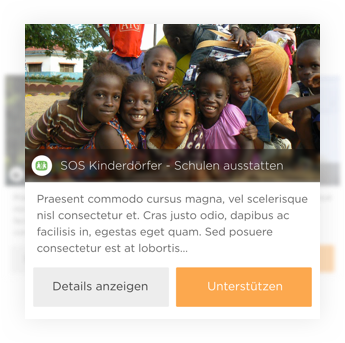 SOS Kinderdörfer - Schulen ausstatten
Praesent commodo cursus magna, vel scelerisque
nisl consectetur et. Cras justo odio, dapibus ac
facilisis in, egestas eget quam. Sed posuere
consectetur est at lobortis...
Details anzeigen
Unterstützen